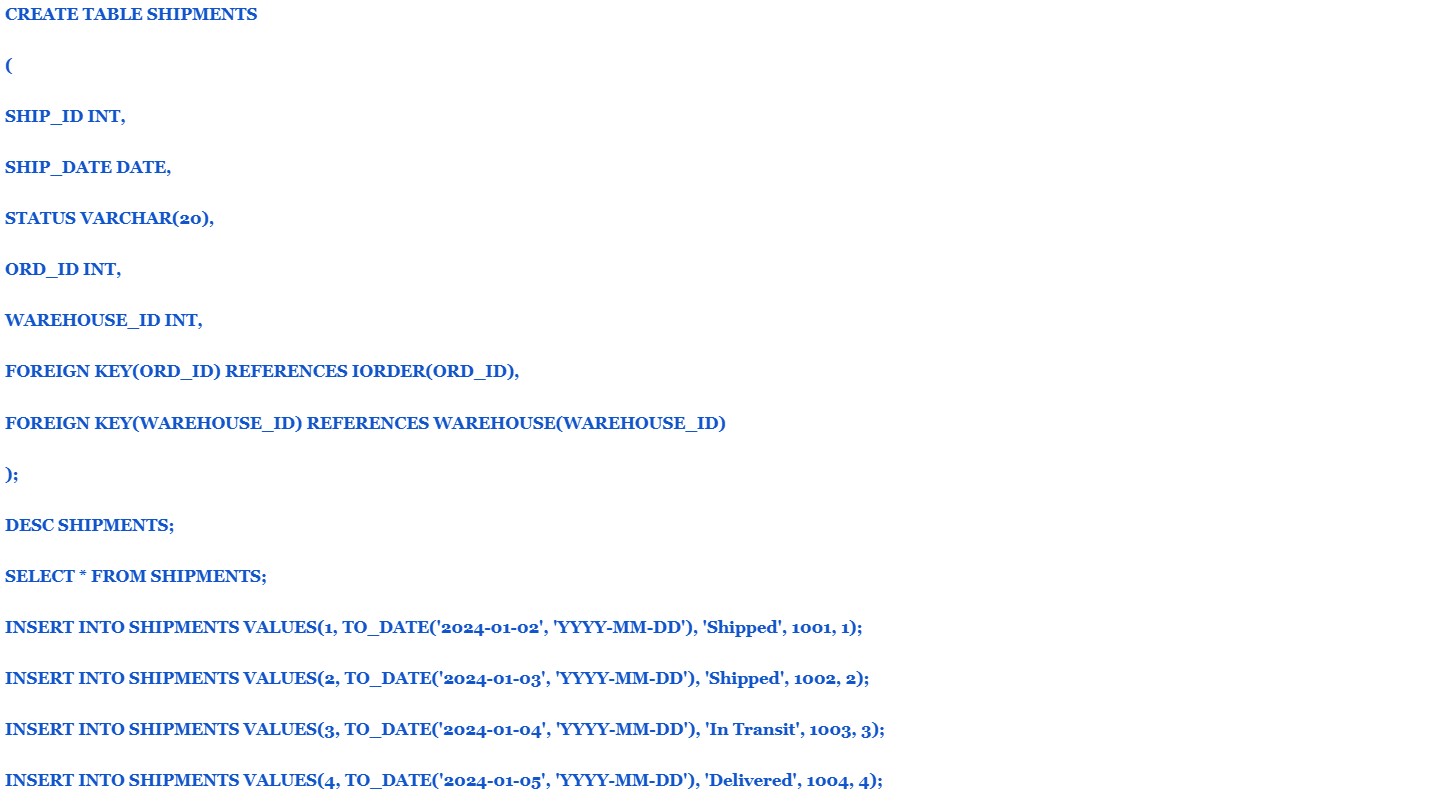 CREATE TABLE SHIPMENTS
(
SHIP_ID INT,
SHIP_DATE DATE,
STATUS VARCHAR(20),
ORD_ID INT,
WAREHOUSE_ID INT,
FOREIGN KEY(ORD_ID) REFERENCES IORDER(ORD_ID),
FOREIGN KEY(WAREHOUSE_ID) REFERENCES WAREHOUSE(WAREHOUSE_ID)
);
DESC SHIPMENTS;
SELECT * FROM SHIPMENTS;
INSERT INTO SHIPMENTS VALUES(1, TO_DATE('2024-01-02', 'YYYY-MM-DD'), 'Shipped', 1001, 1);
INSERT INTO SHIPMENTS VALUES(2, TO_DATE('2024-01-03', 'YYYY-MM-DD'), 'Shipped', 1002, 2);
INSERT INTO SHIPMENTS VALUES(3, TO_DATE('2024-01-04', 'YYYY-MM-DD'), 'In Transit', 1003, 3);
INSERT INTO SHIPMENTS VALUES(4, TO_DATE('2024-01-05', 'YYYY-MM-DD'), 'Delivered', 1004, 4);